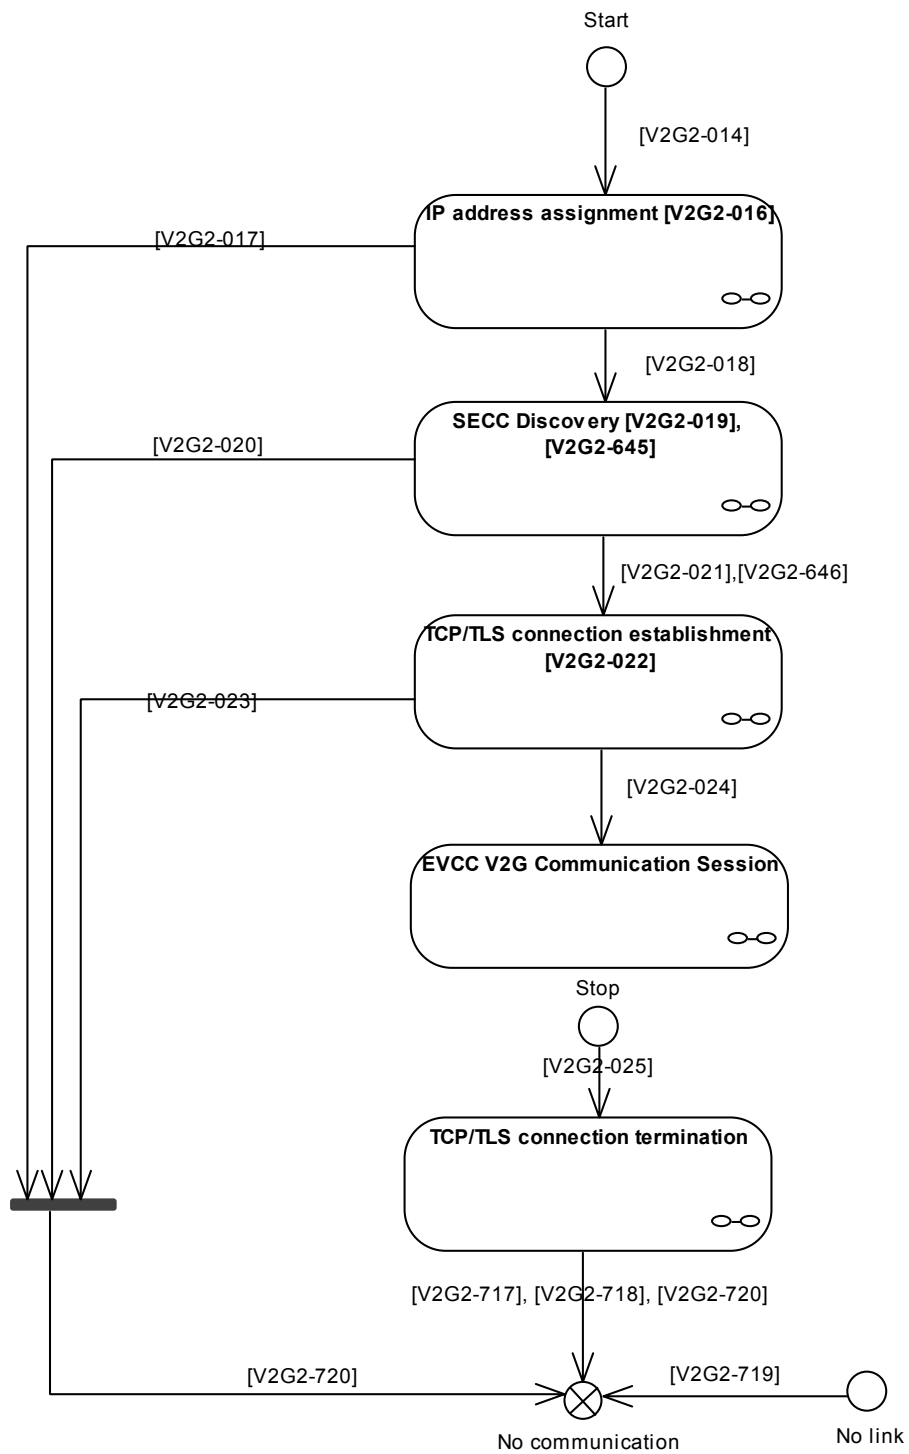 Start
[V2G2-014]
IP address assignment [V2G2-016]
[V2G2-017]
[V2G2-018]
SECC Discovery [V2G2-019],
[V2G2-645]
[V2G2-020]
[V2G2-021],[V2G2-646]
TCP/TLS connection establishment
[V2G2-022]
[V2G2-023]
[V2G2-024]
EVCC V2G Communication Session
Stop
[V2G2-025]
TCP/TLS connection termination
[V2G2-717], [V2G2-718], [V2G2-720]
[V2G2-720]
[V2G2-719]
No communication
No link